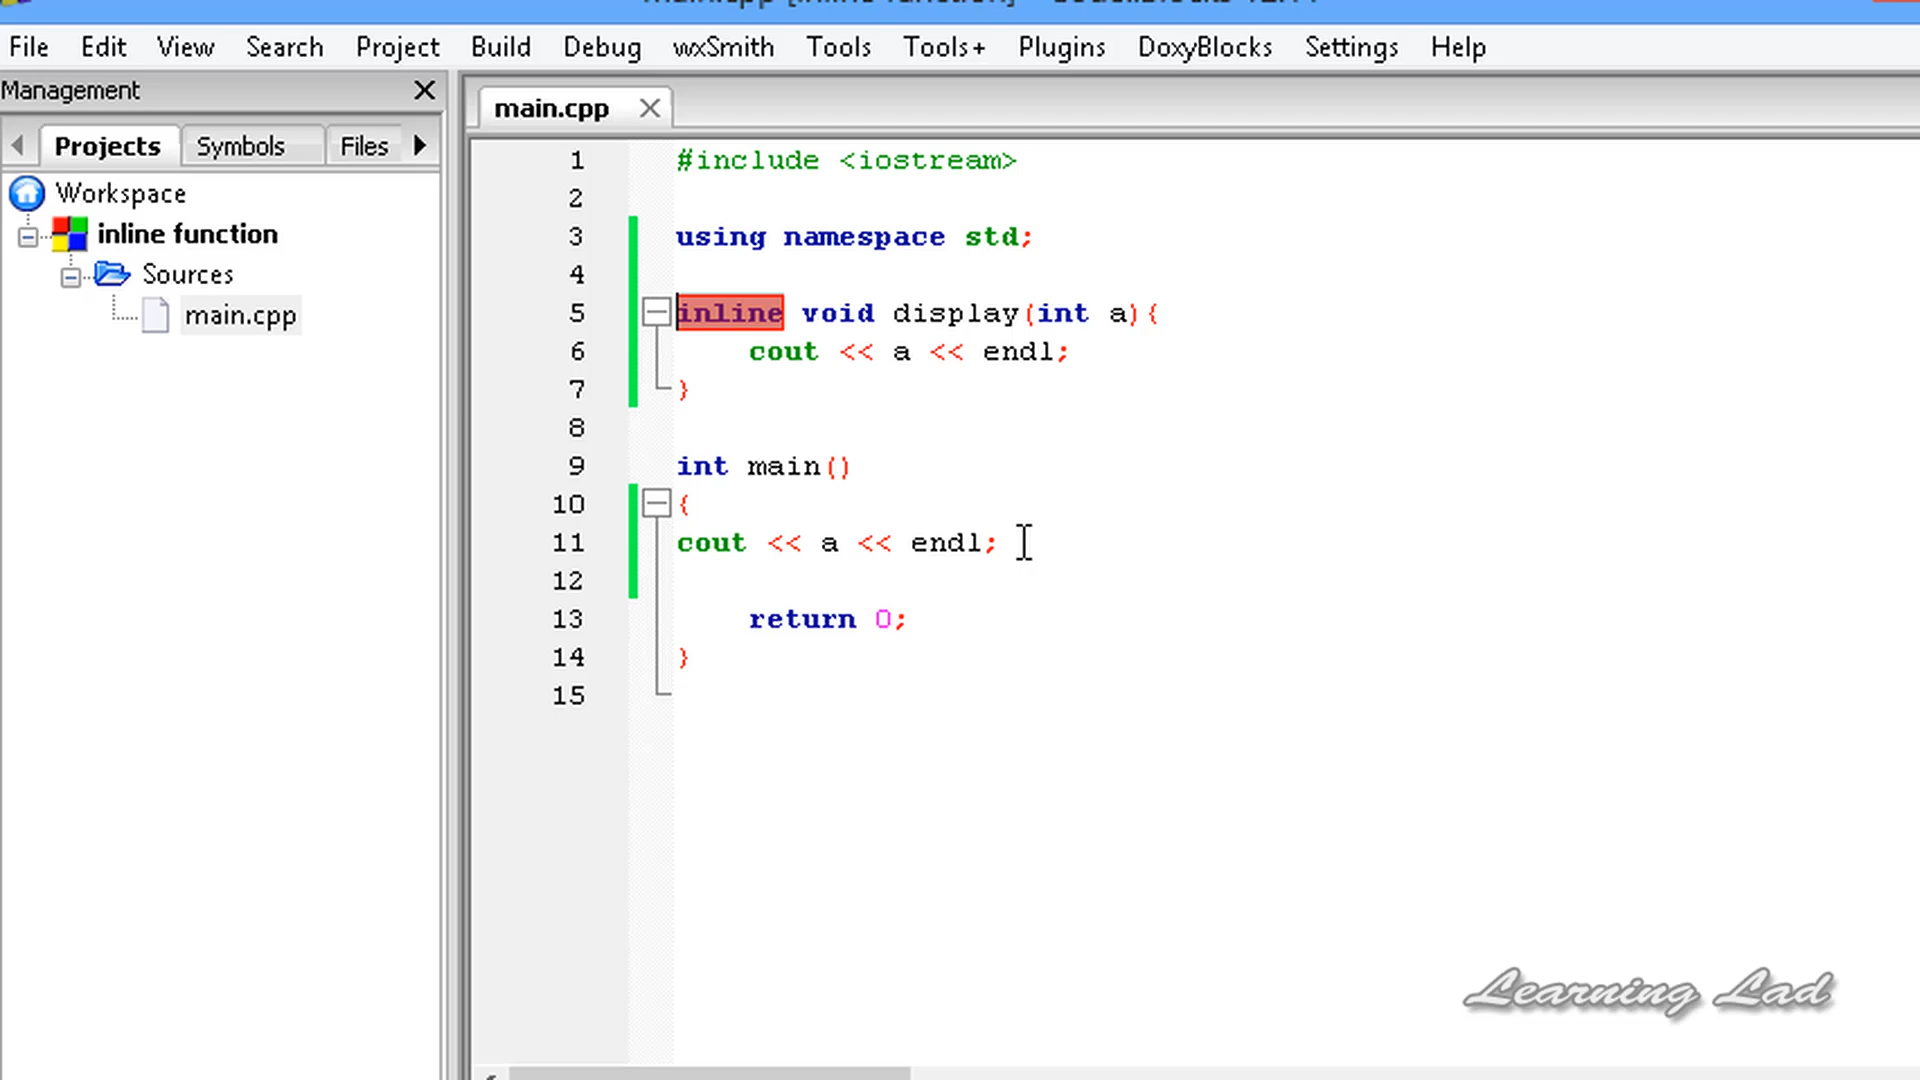 File Edit View Search Project Build Debug wxSmith Tools Tools+ Plugins DoxyBlocks Settings Help
Management
main.cpp
Projects Symbols Files
Workspace
inline function
Sources
main.cpp
1 #include <iostream>
2
3 using namespace std;
4
5 inline void display(int a){
6 cout << a << endl;
7 }
8
9 int main()
10 {
11 cout << a << endl;
12
13 return 0;
14 }
15
Learning Lad